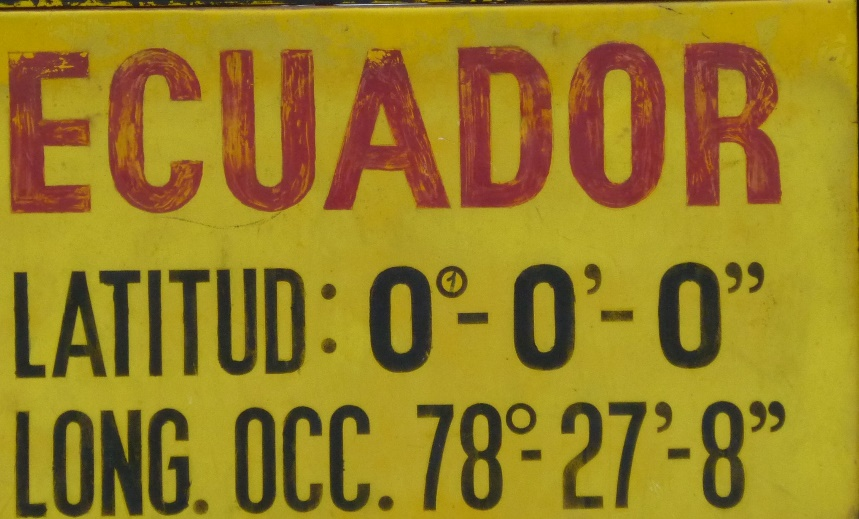 ECUADOR
LATITUD: 0°-0’-0”
LONG. OCC. 78°-27’-8”